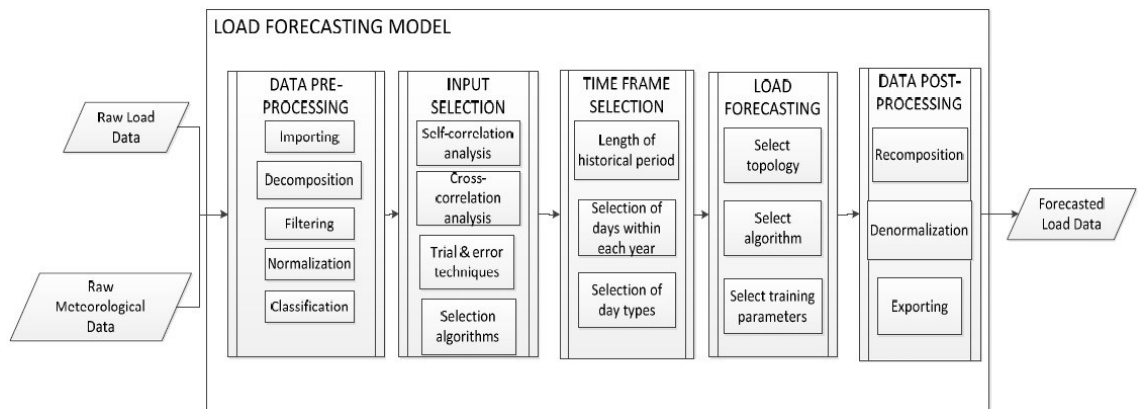 LOAD FORECASTING MODEL
Raw Load
Data
Raw
Meteorological
Data
DATA PRE-
PROCESSING
Importing
Decomposition
Filtering
Normalization
Classification
INPUT
SELECTION
Self-correlation
analysis
Cross-
correlation
analysis
Trial & error
techniques
Selection
algorithms
TIME FRAME
SELECTION
Length of
historical period
Selection of
days within
each year
Selection of
day types
LOAD
FORECASTING
Select
topology
Select
algorithm
Select training
parameters
DATA POST-
PROCESSING
Recomposition
Denormalization
Exporting
Forecasted
Load Data